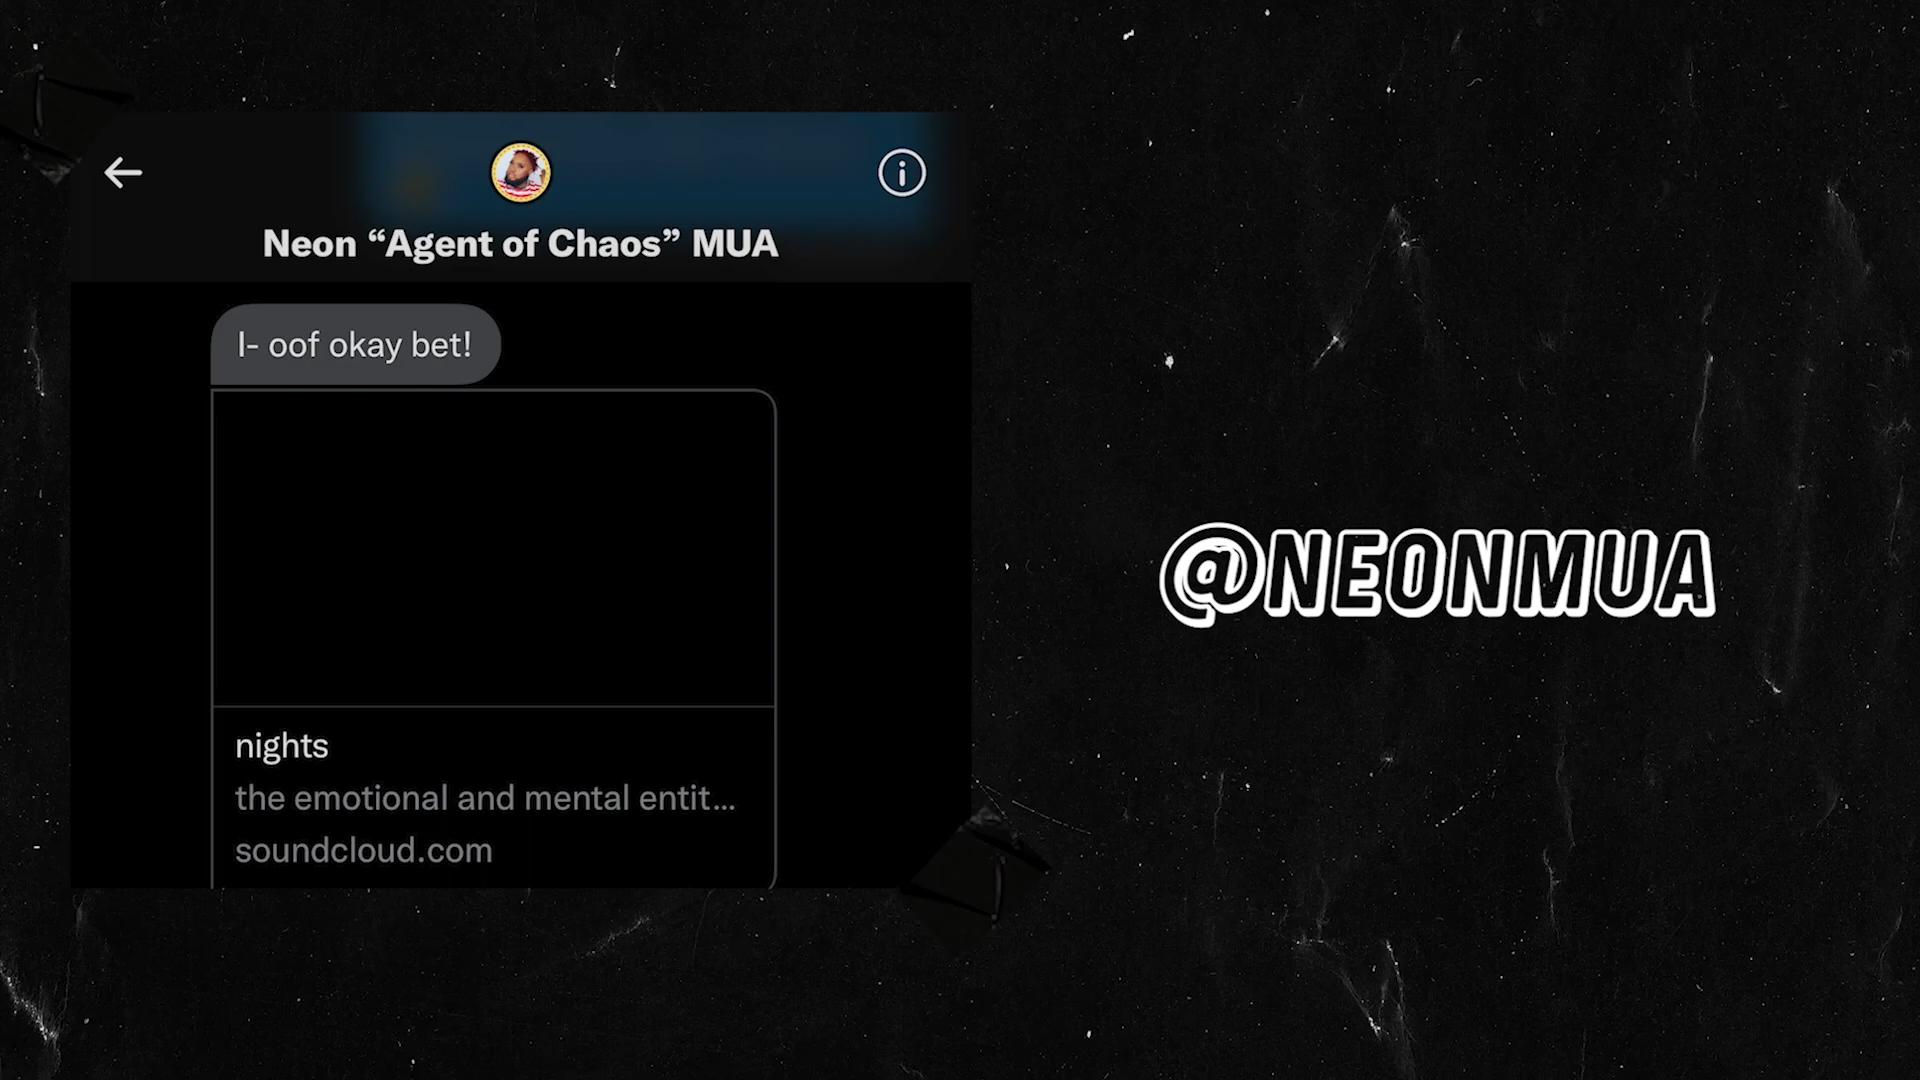 Neon “Agent of Chaos” MUA
I- oof okay bet!
nights
the emotional and mental entit...
soundcloud.com
@NEONMUA